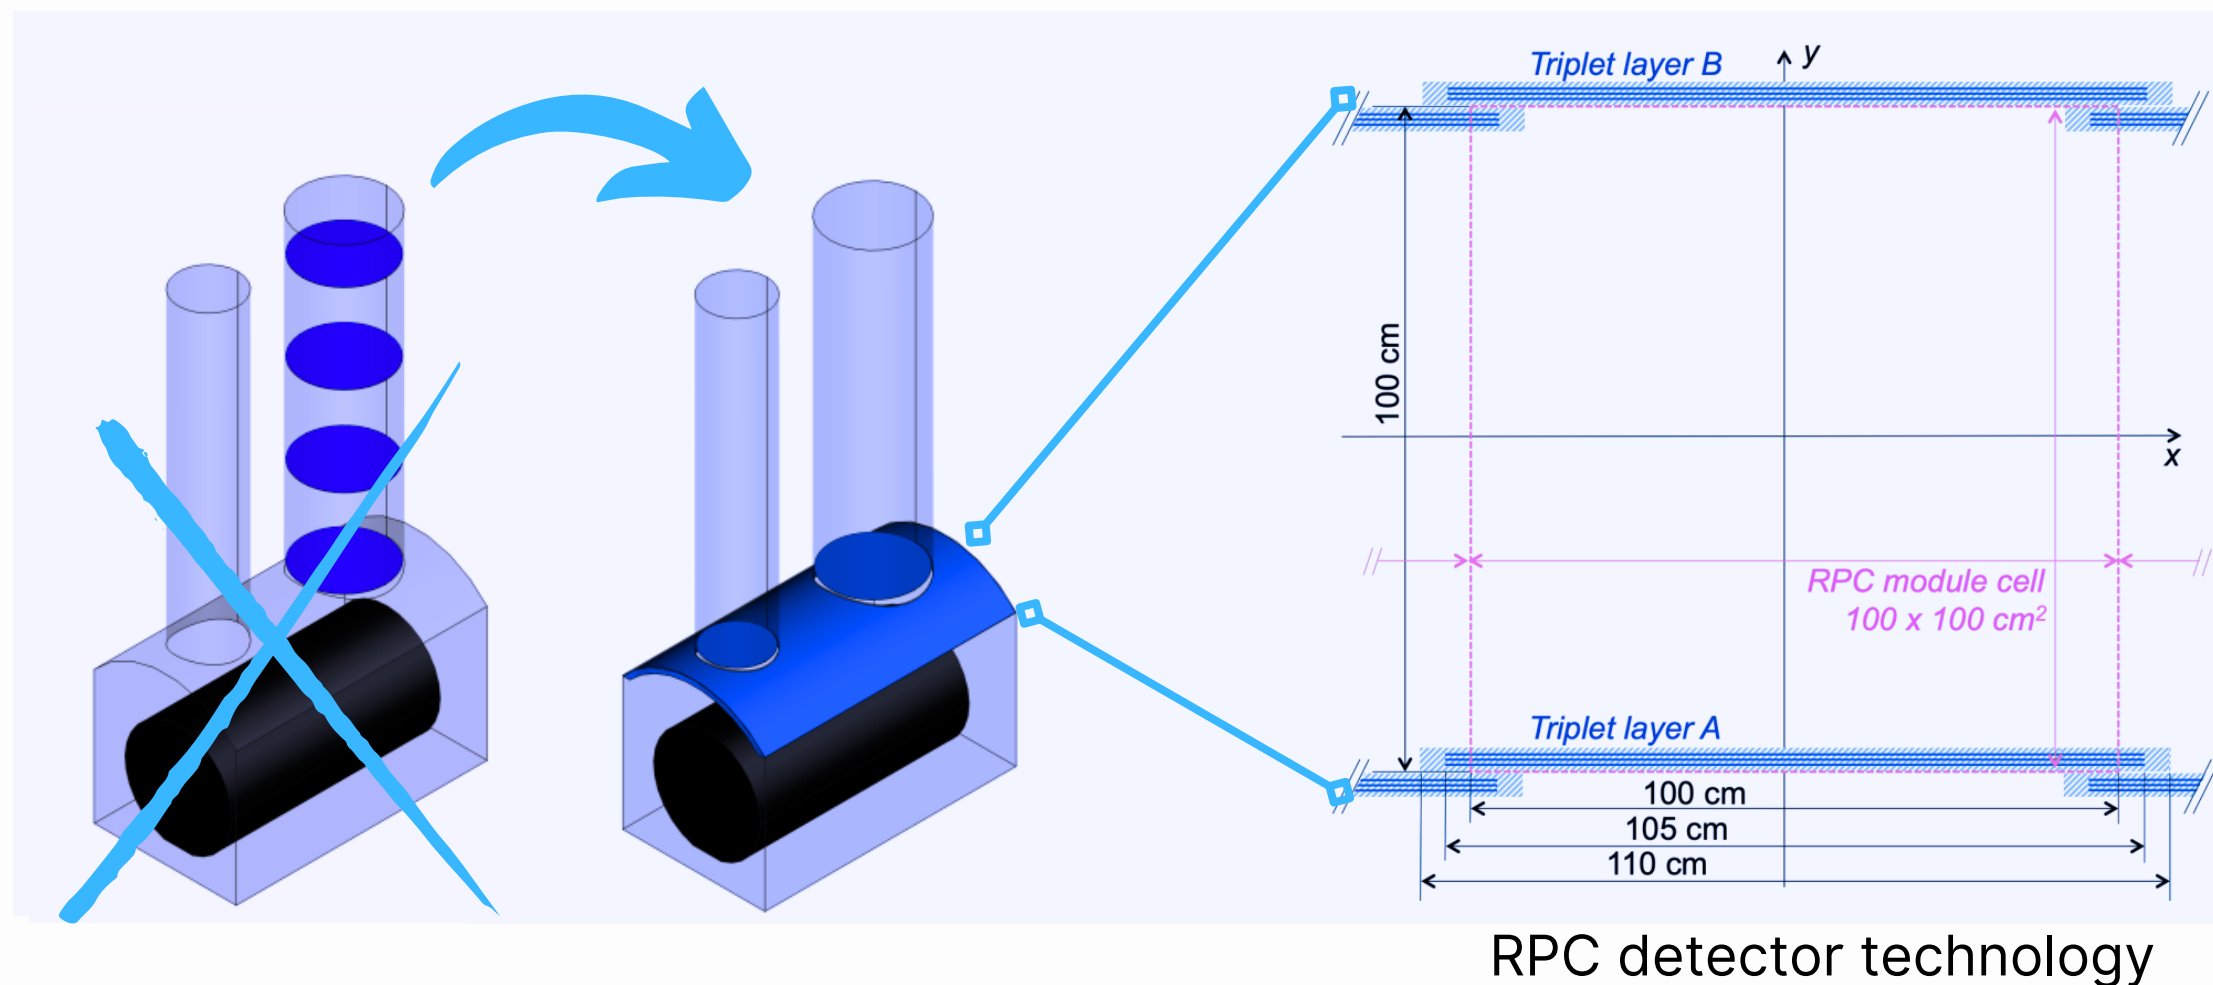 Triplet layer B
y
100 cm
x
RPC module cell
100 x 100 cm²
Triplet layer A
100 cm
105 cm
110 cm
RPC detector technology